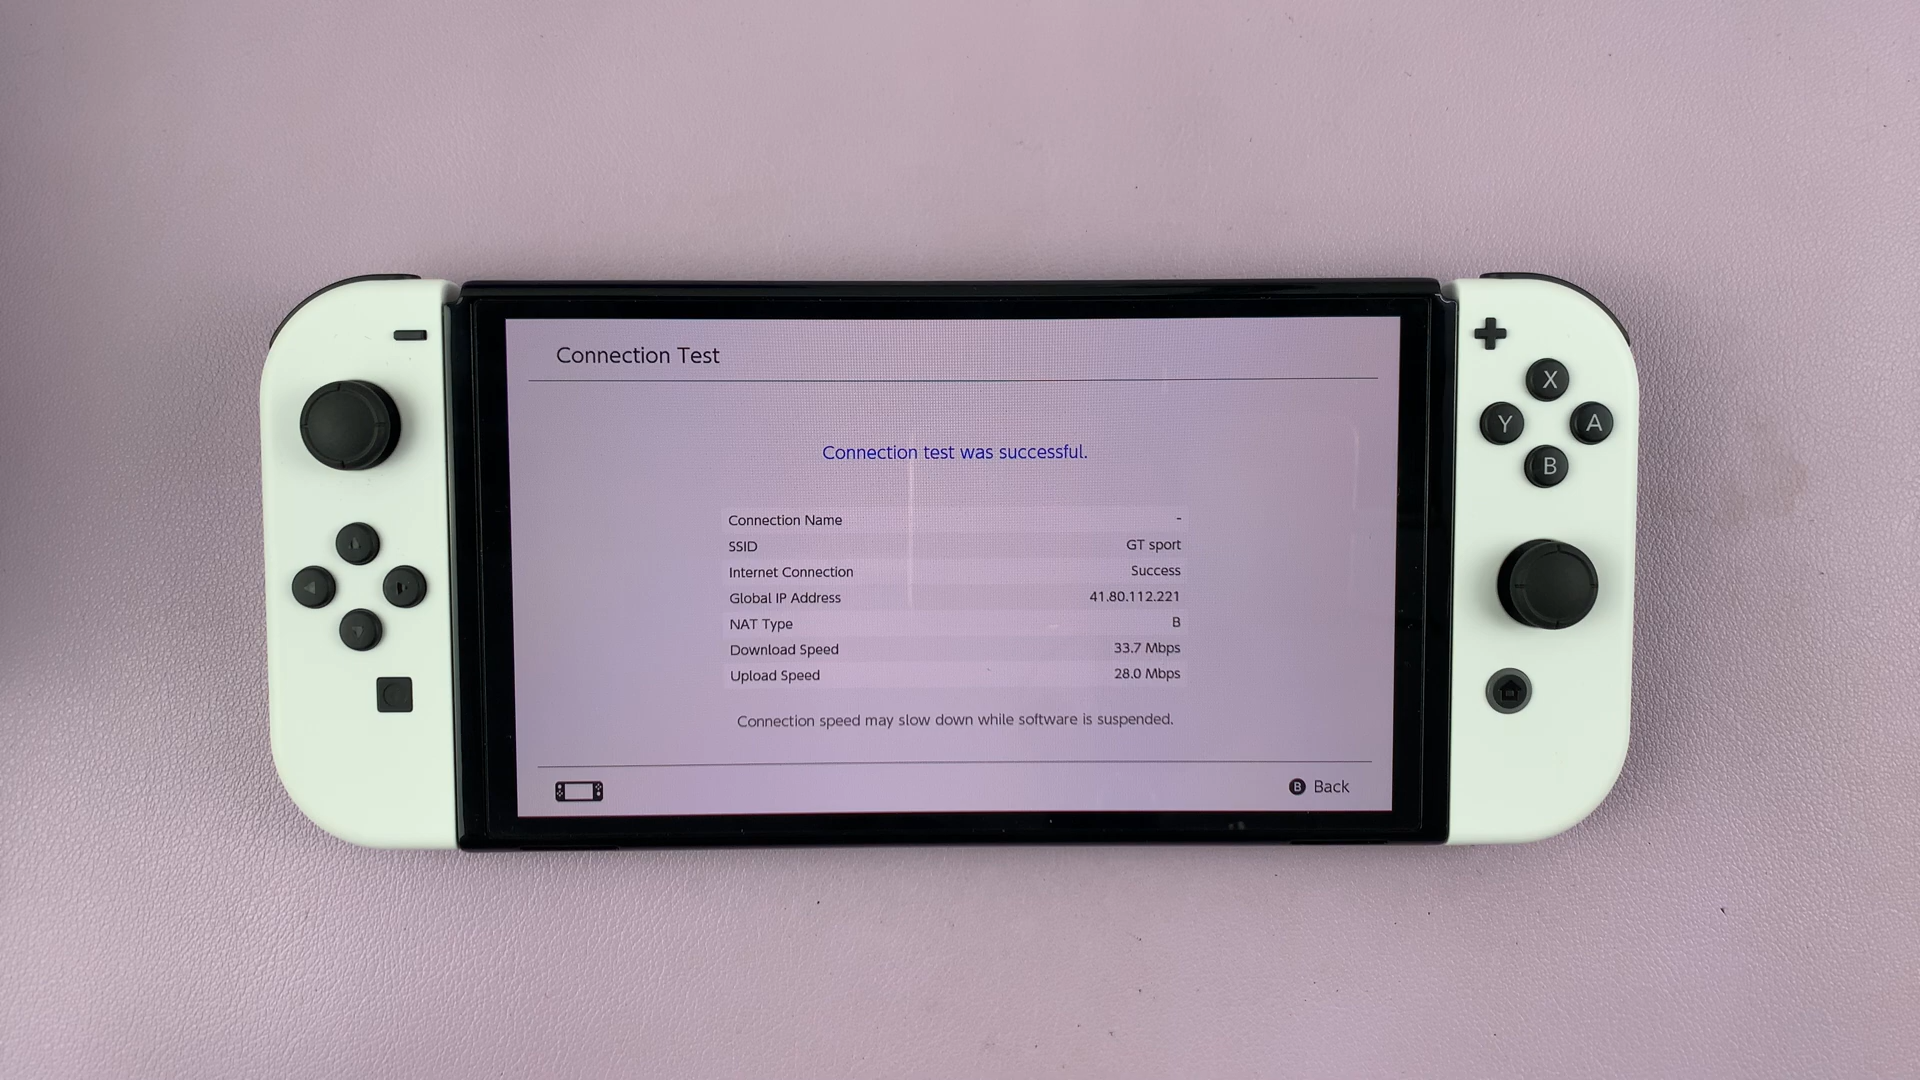 Connection Test
Connection test was successful.
Connection Name -
SSID GT sport
Internet Connection Success
Global IP Address 41.80.112.221
NAT Type B
Download Speed 33.7 Mbps
Upload Speed 28.0 Mbps
Connection speed may slow down while software is suspended.
B Back
X
Y A
B